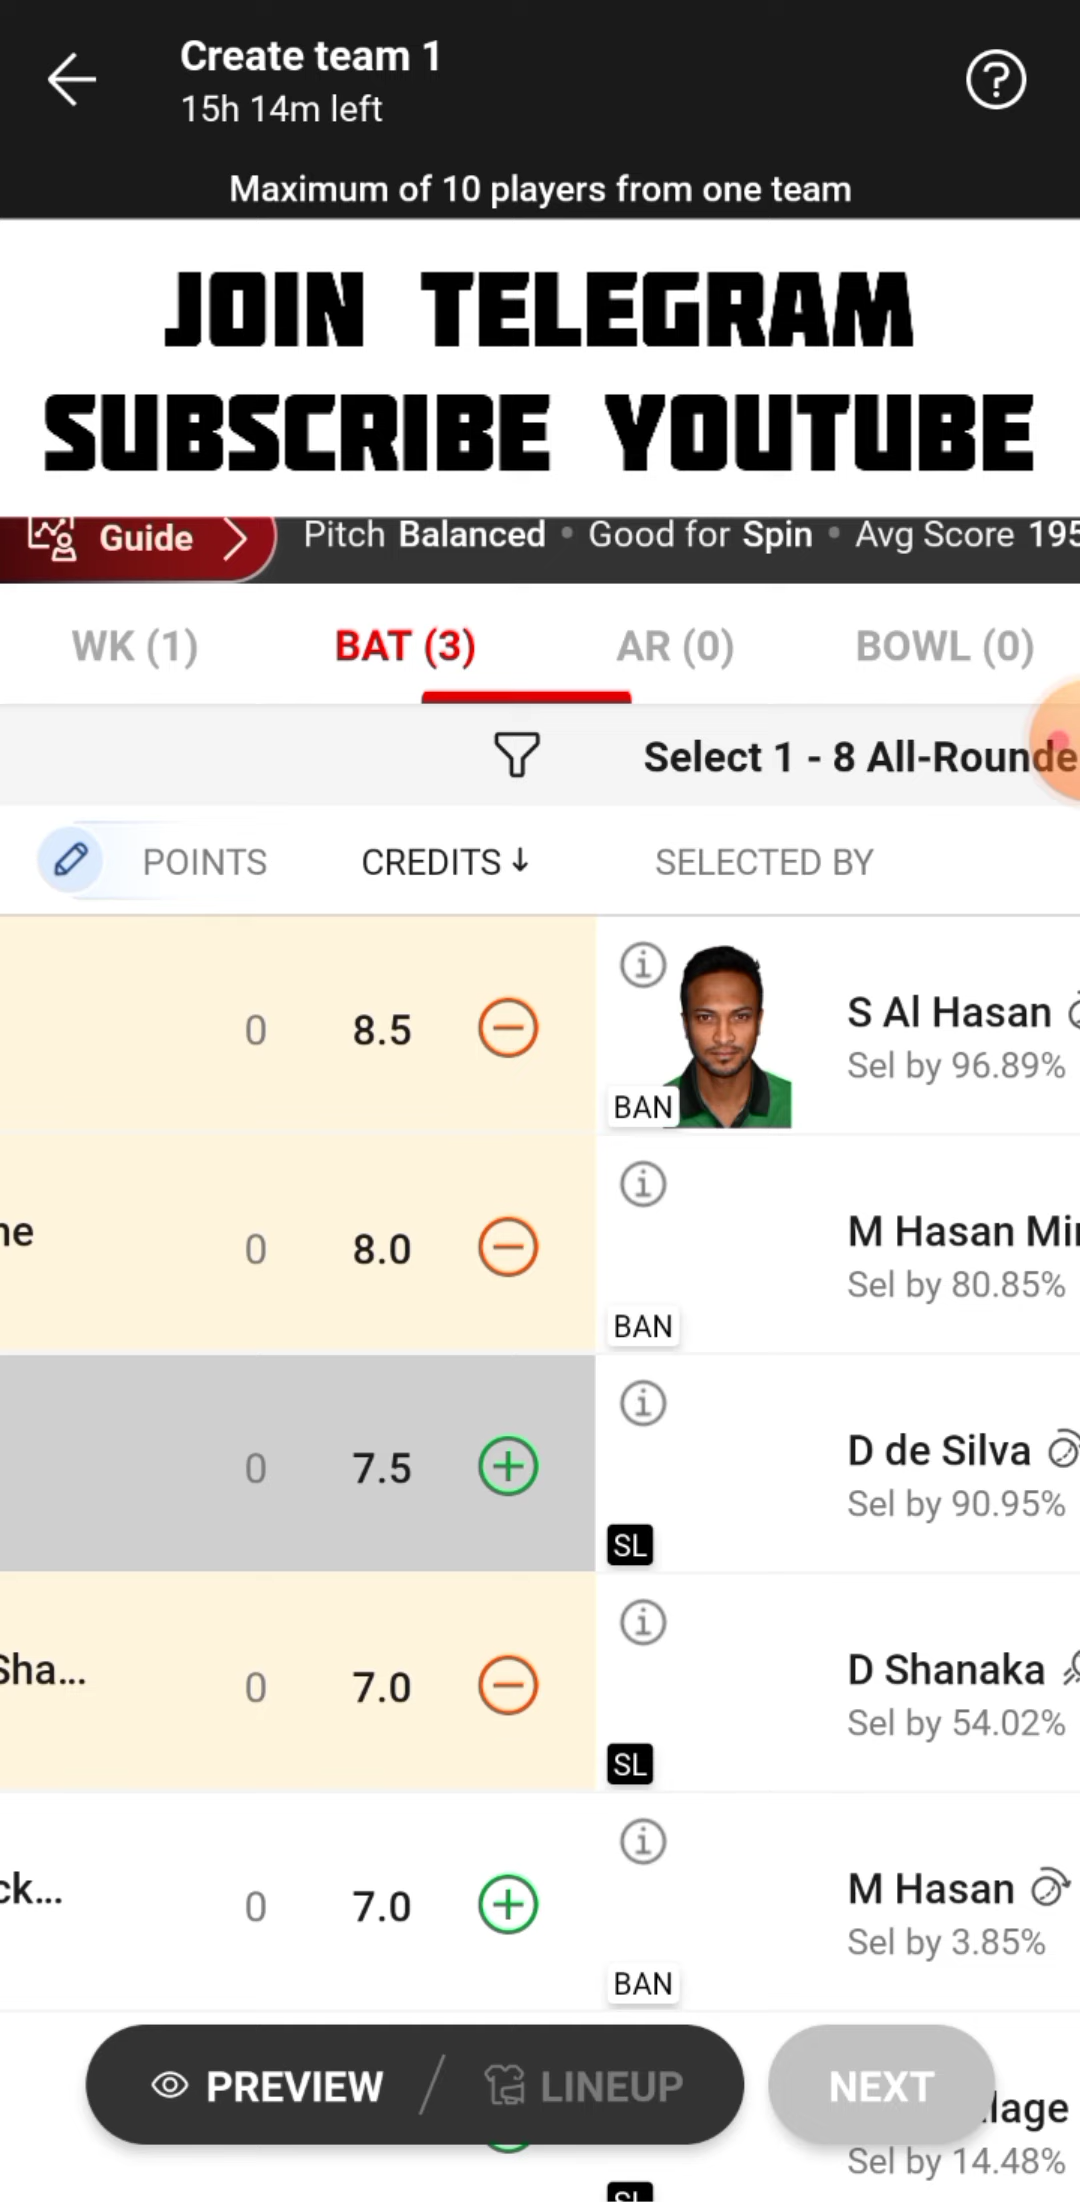 Create team 1
15h 14m left
Maximum of 10 players from one team
JOIN TELEGRAM
SUBSCRIBE YOUTUBE
Guide
Pitch Balanced • Good for Spin • Avg Score 195
WK (1) BAT (3) AR (0) BOWL (0)
Select 1 - 8 All-Rounde
POINTS CREDITS ↓ SELECTED BY
0 8.5 S Al Hasan
Sel by 96.89%
BAN
ne 0 8.0 M Hasan Mi
Sel by 80.85%
BAN
0 7.5 D de Silva
Sel by 90.95%
SL
Sha... 0 7.0 D Shanaka
Sel by 54.02%
SL
ck... 0 7.0 M Hasan
Sel by 3.85%
BAN
PREVIEW / LINEUP NEXT
lage
Sel by 14.48%
SL